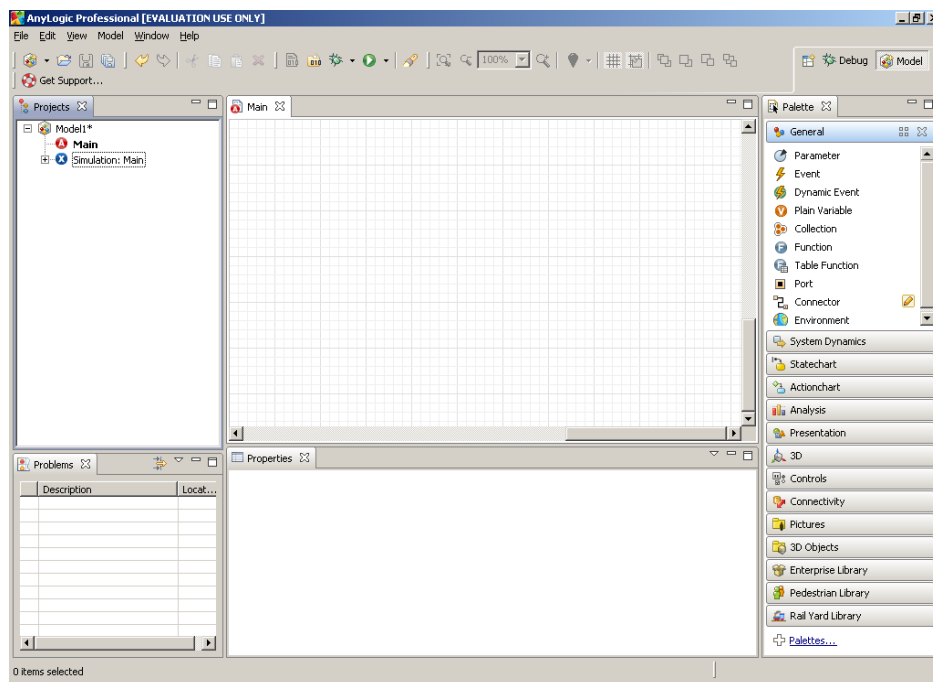 AnyLogic Professional [EVALUATION USE ONLY]
File Edit View Model Window Help
100%
Debug Model
Get Support...
Projects
Model1*
Main
Simulation: Main
Main
Palette
General
Parameter
Event
Dynamic Event
Plain Variable
Collection
Function
Table Function
Port
Connector
Environment
System Dynamics
Statechart
Actionchart
Analysis
Presentation
3D
Controls
Connectivity
Pictures
3D Objects
Enterprise Library
Pedestrian Library
Rail Yard Library
Palettes...
Problems
Description Locat...
Properties
0 items selected